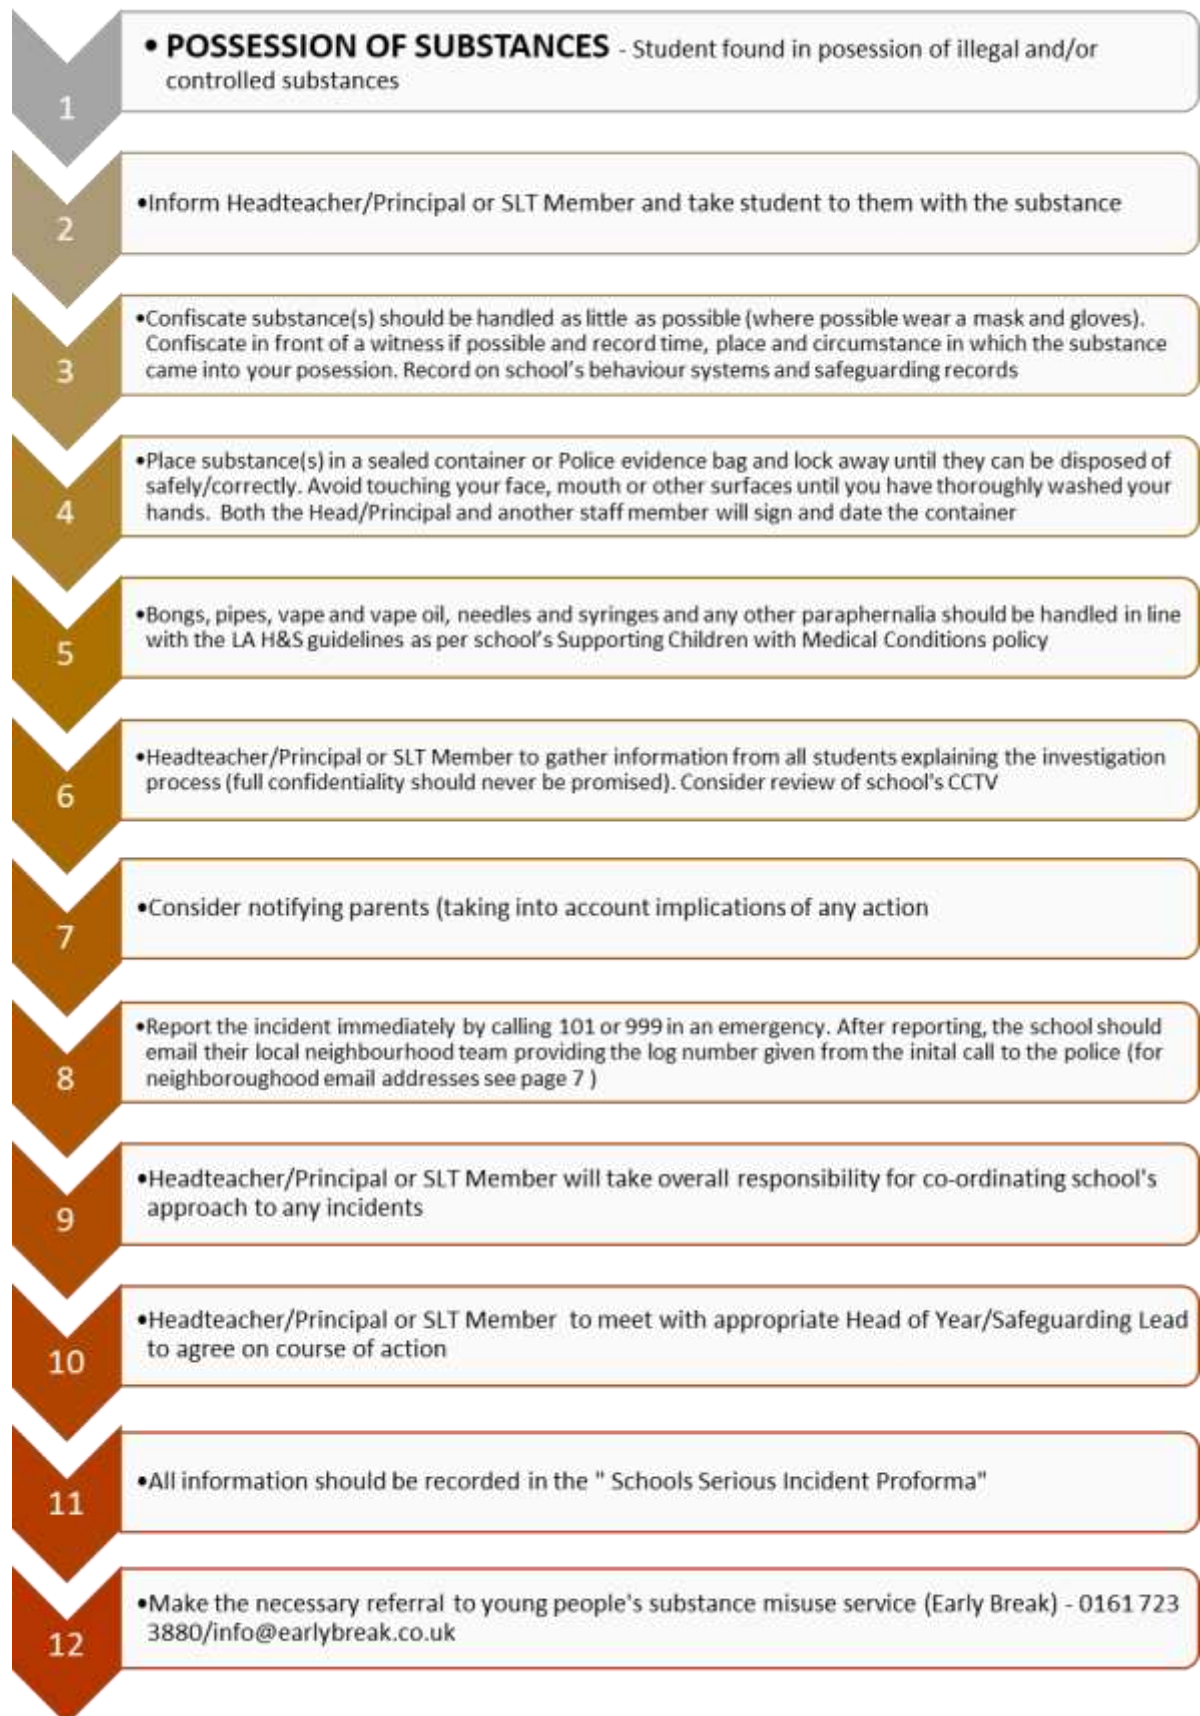 1
• POSSESSION OF SUBSTANCES - Student found in posession of illegal and/or
controlled substances
2
•Inform Headteacher/Principal or SLT Member and take student to them with the substance
3
•Confiscate substance(s) should be handled as little as possible (where possible wear a mask and gloves).
Confiscate in front of a witness if possible and record time, place and circumstance in which the substance
came into your posession. Record on school's behaviour systems and safeguarding records
4
•Place substance(s) in a sealed container or Police evidence bag and lock away until they can be disposed of
safely/correctly. Avoid touching your face, mouth or other surfaces until you have thoroughly washed your
hands. Both the Head/Principal and another staff member will sign and date the container
5
•Bongs, pipes, vape and vape oil, needles and syringes and any other paraphernalia should be handled in line
with the LA H&S guidelines as per school's Supporting Children with Medical Conditions policy
6
•Headteacher/Principal or SLT Member to gather information from all students explaining the investigation
process (full confidentiality should never be promised). Consider review of school's CCTV
7
•Consider notifying parents (taking into account implications of any action
8
•Report the incident immediately by calling 101 or 999 in an emergency. After reporting, the school should
email their local neighbourhood team providing the log number given from the inital call to the police (for
neighboroughood email addresses see page 7 )
9
•Headteacher/Principal or SLT Member will take overall responsibility for co-ordinating school's
approach to any incidents
10
•Headteacher/Principal or SLT Member to meet with appropriate Head of Year/Safeguarding Lead
to agree on course of action
11
•All information should be recorded in the " Schools Serious Incident Proforma"
12
•Make the necessary referral to young people's substance misuse service (Early Break) - 0161 723
3880/info@earlybreak.co.uk